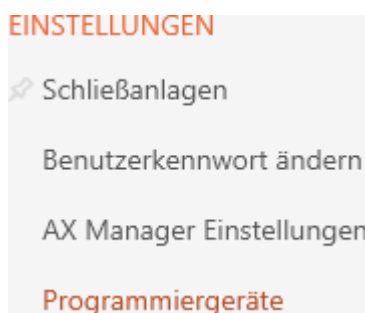 EINSTELLUNGEN
Schließanlagen
Benutzerkennwort ändern
AX Manager Einstellungen
Programmiergeräte